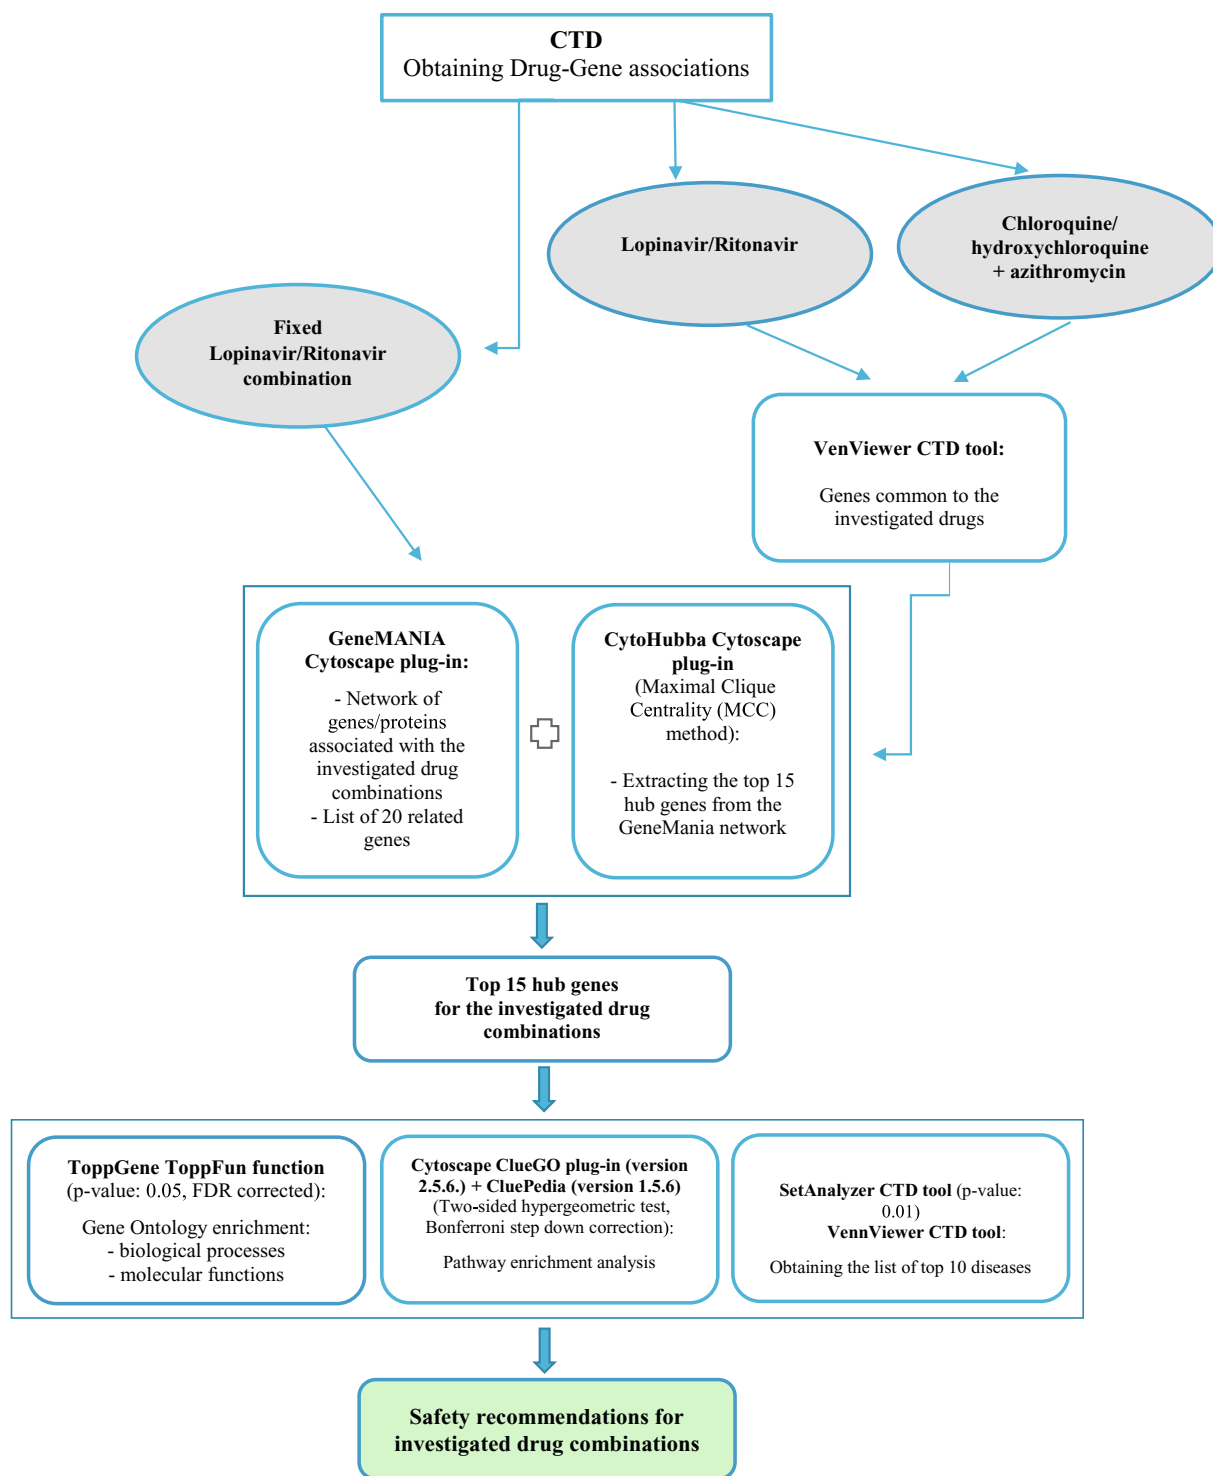 CTD
Obtaining Drug-Gene associations
Lopinavir/Ritonavir
Chloroquine/
hydroxychloroquine
+ azithromycin
Fixed
Lopinavir/Ritonavir
combination
VenViewer CTD tool:
Genes common to the
investigated drugs
GeneMANIA
Cytoscape plug-in:
- Network of
genes/proteins
associated with the
investigated drug
combinations
- List of 20 related
genes
CytoHubba Cytoscape
plug-in
(Maximal Clique
Centrality (MCC)
method):
- Extracting the top 15
hub genes from the
GeneMania network
Top 15 hub genes
for the investigated drug
combinations
ToppGene ToppFun function
(p-value: 0.05, FDR corrected):
Gene Ontology enrichment:
- biological processes
- molecular functions
Cytoscape ClueGO plug-in (version
2.5.6.) + CluePedia (version 1.5.6)
(Two-sided hypergeometric test,
Bonferroni step down correction):
Pathway enrichment analysis
SetAnalyzer CTD tool (p-value:
0.01)
VennViewer CTD tool:
Obtaining the list of top 10 diseases
Safety recommendations for
investigated drug combinations